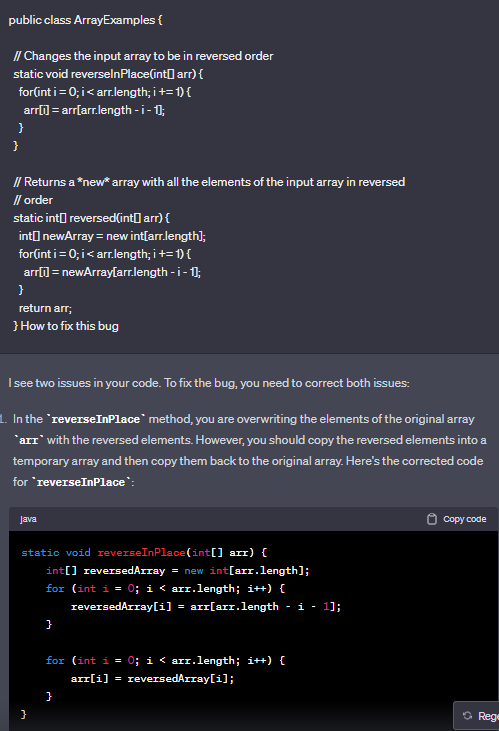 public class ArrayExamples {
// Changes the input array to be in reversed order
static void reverseInPlace(int[] arr) {
for(int i = 0; i < arr.length; i += 1) {
arr[i] = arr[arr.length - i - 1];
}
}
// Returns a *new* array with all the elements of the input array in reversed
// order
static int[] reversed(int[] arr) {
int[] newArray = new int[arr.length];
for(int i = 0; i < arr.length; i += 1) {
arr[i] = newArray[arr.length - i - 1];
}
return arr;
} How to fix this bug
I see two issues in your code. To fix the bug, you need to correct both issues:
1. In the `reverseInPlace` method, you are overwriting the elements of the original array
`arr` with the reversed elements. However, you should copy the reversed elements into a
temporary array and then copy them back to the original array. Here's the corrected code
for `reverseInPlace`:
java Copy code
static void reverseInPlace(int[] arr) {
int[] reversedArray = new int[arr.length];
for (int i = 0; i < arr.length; i++) {
reversedArray[i] = arr[arr.length - i - 1];
}
for (int i = 0; i < arr.length; i++) {
arr[i] = reversedArray[i];
}
}
Rege